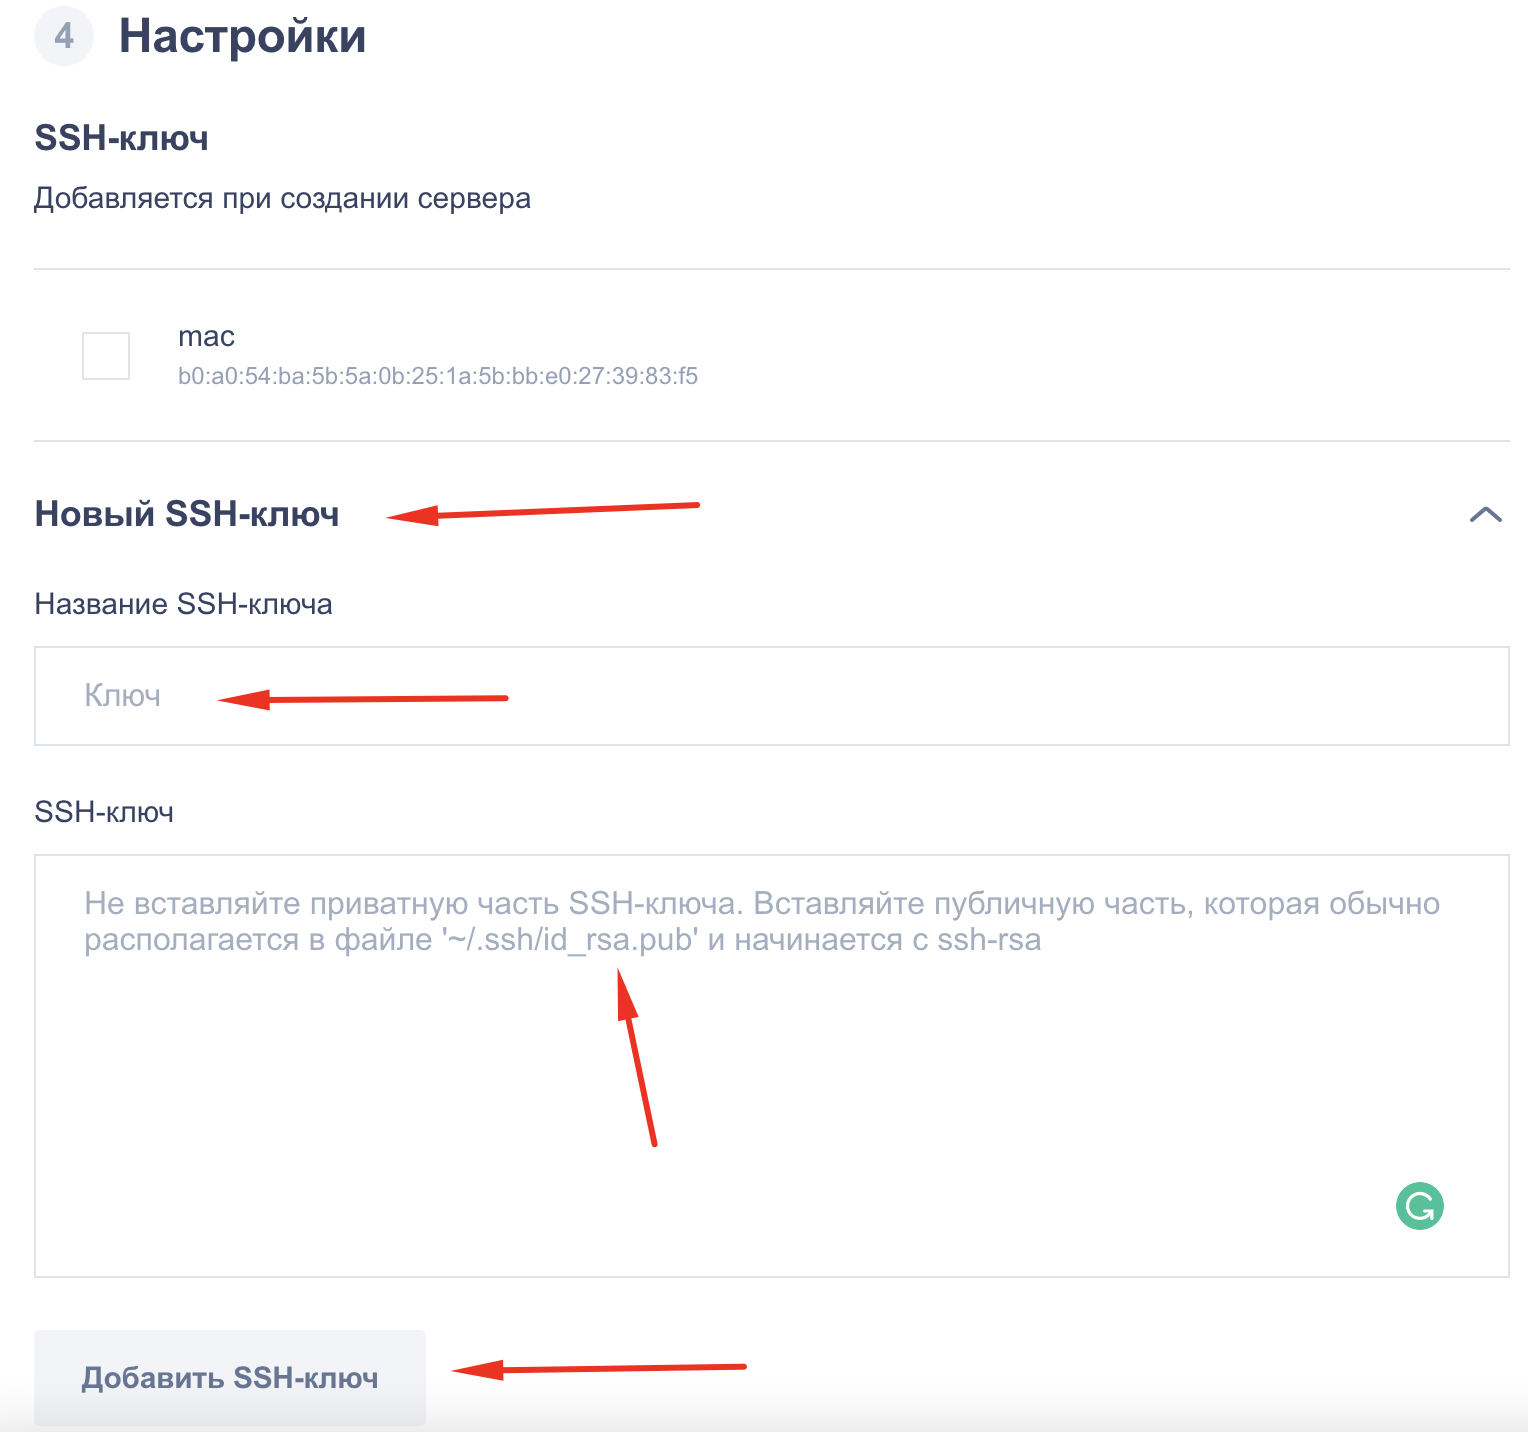 4 Настройки
SSH-ключ
Добавляется при создании сервера
mac
b0:a0:54:ba:5b:5a:0b:25:1a:5b:bb:e0:27:39:83:f5
Новый SSH-ключ
Название SSH-ключа
Ключ
SSH-ключ
Не вставляйте приватную часть SSH-ключа. Вставляйте публичную часть, которая обычно
располагается в файле '~/.ssh/id_rsa.pub' и начинается с ssh-rsa
Добавить SSH-ключ